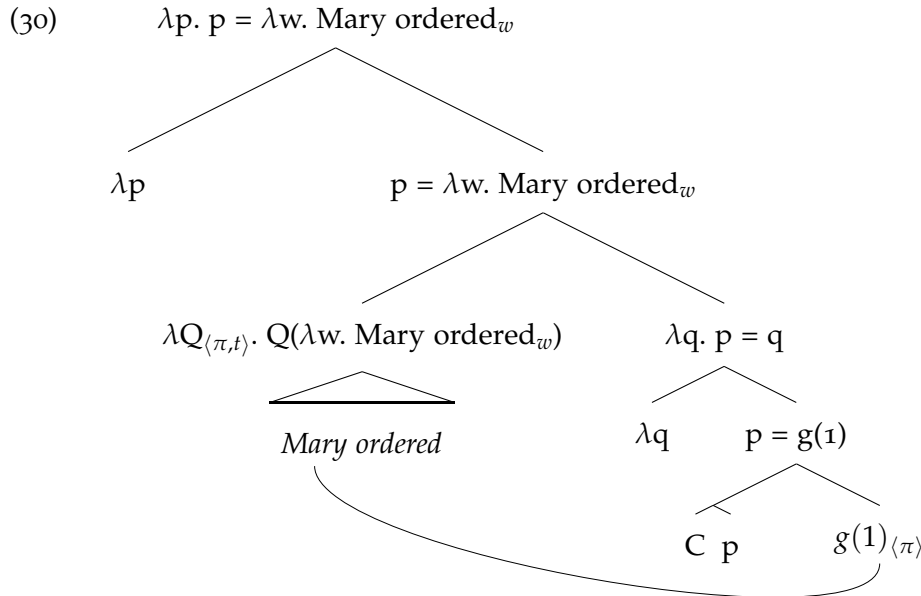 (30) λp. p = λw. Mary ordered_w
λp p = λw. Mary ordered_w
λQ_⟨π,t⟩. Q(λw. Mary ordered_w) λq. p = q
Mary ordered λq p = g(1)
C p g(1)_⟨π⟩